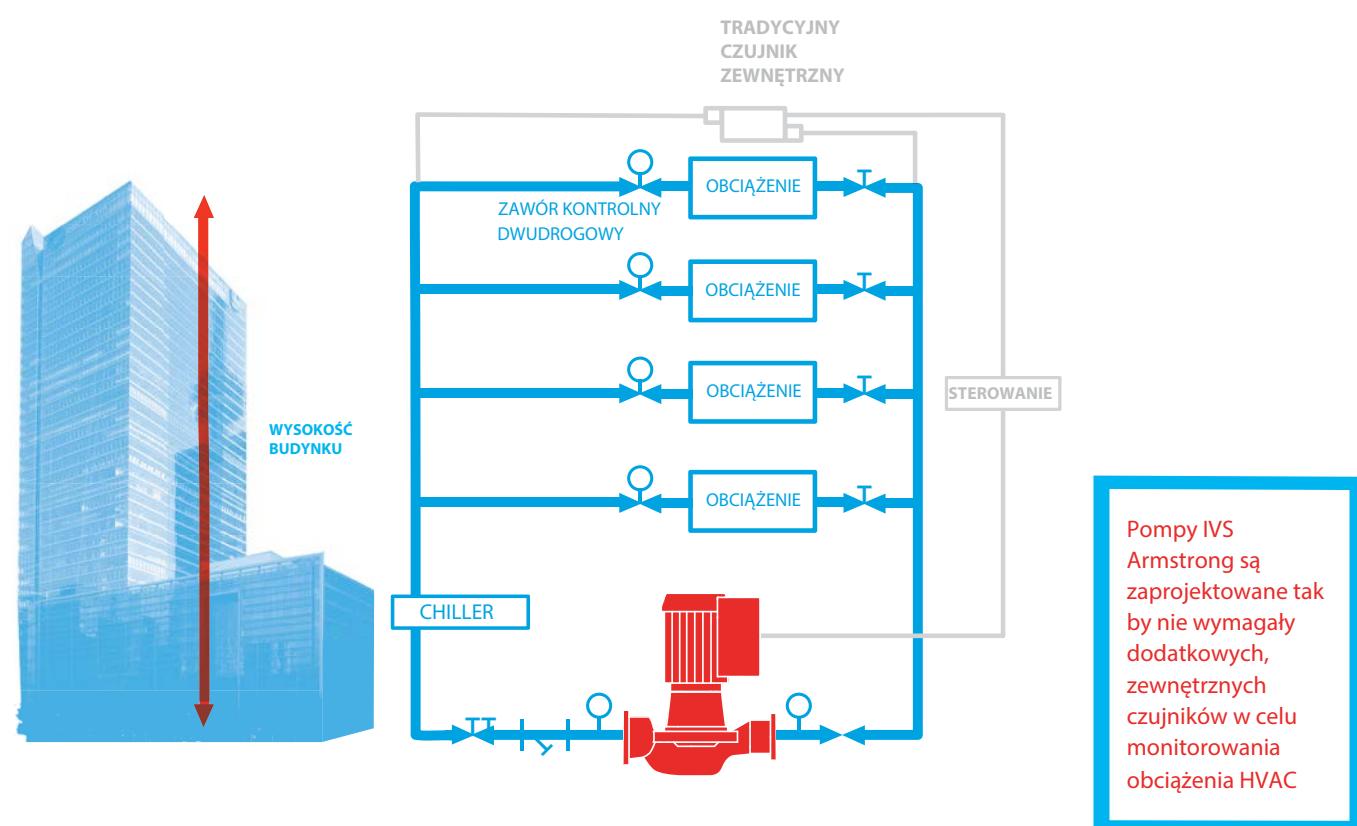 TRADYCYJNY
CZUJNIK
ZEWNĘTRZNY
OBCIĄŻENIE
ZAWÓR KONTROLNY
DWUDROGOWY
OBCIĄŻENIE
OBCIĄŻENIE
STEROWANIE
WYSOKOŚĆ
BUDYNKU
OBCIĄŻENIE
CHILLER
Pompy IVS
Armstrong są
zaprojektowane tak
by nie wymagały
dodatkowych,
zewnętrznych
czujników w celu
monitorowania
obciążenia HVAC